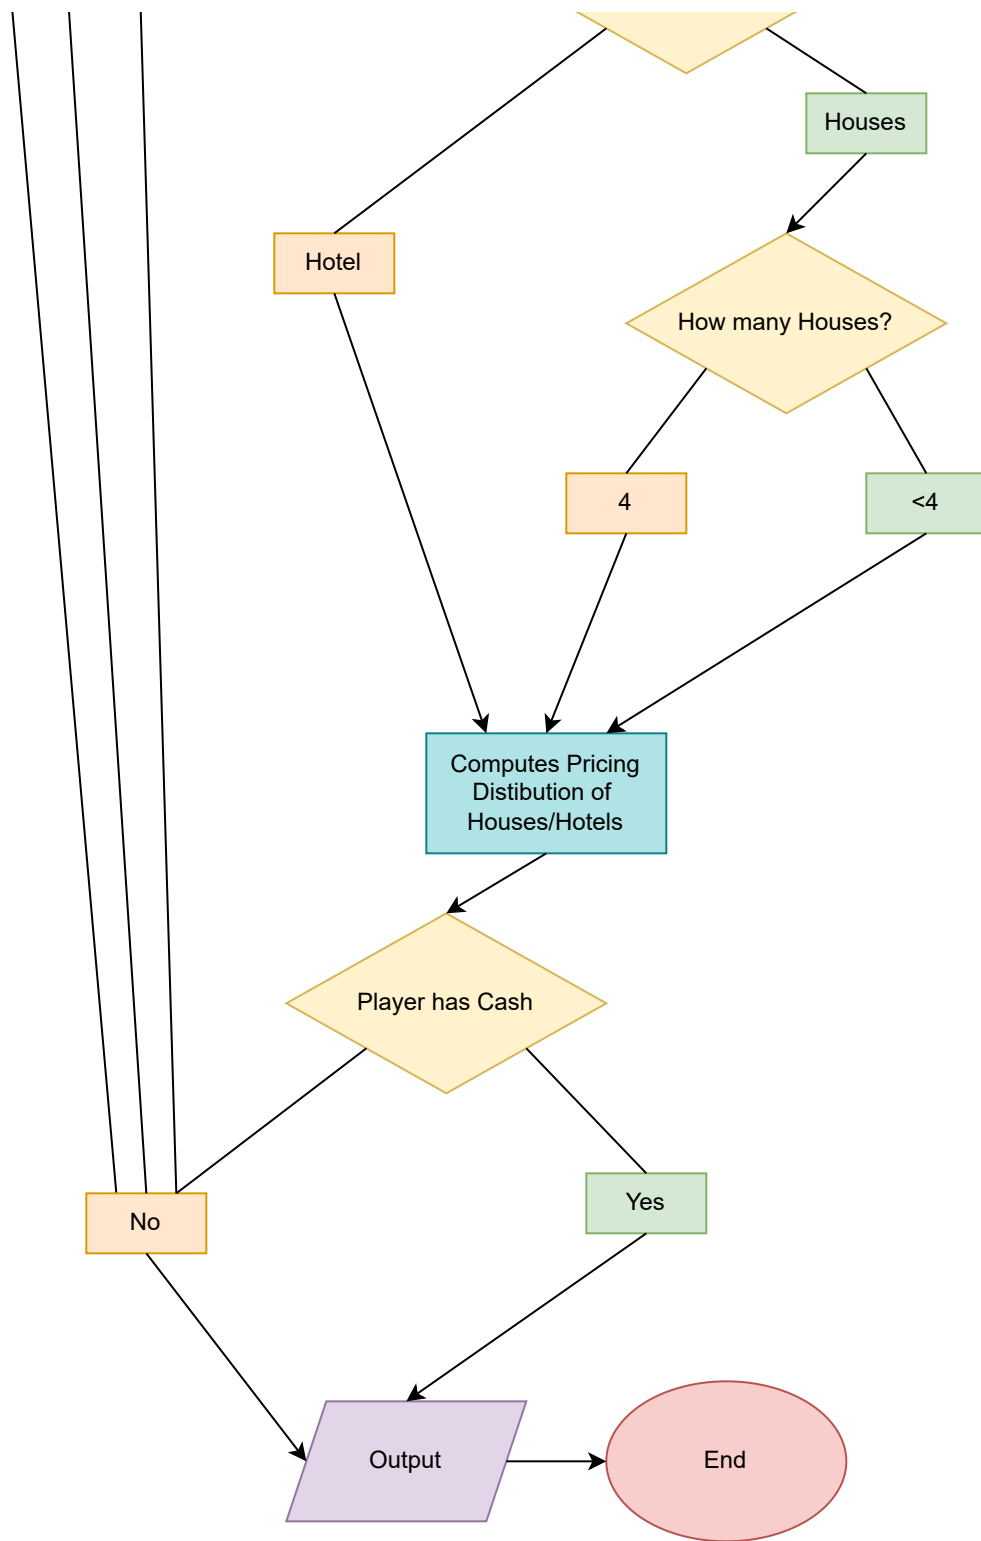 Houses
Hotel
How many Houses?
4
<4
Computes Pricing
Distibution of
Houses/Hotels
Player has Cash
No
Yes
Output
End